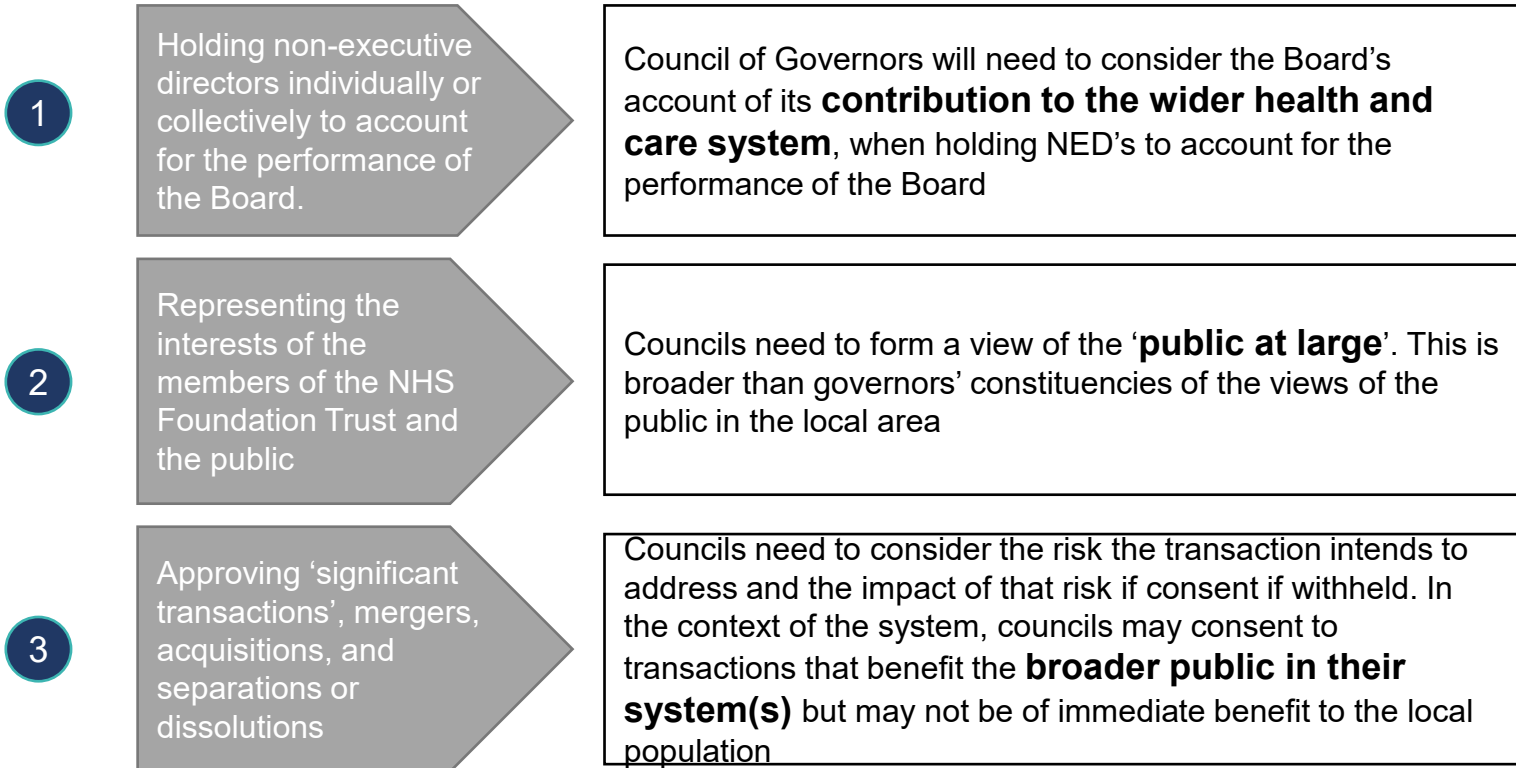 1
Holding non-executive
directors individually or
collectively to account
for the performance of
the Board.
Council of Governors will need to consider the Board's
account of its contribution to the wider health and
care system, when holding NED's to account for the
performance of the Board
2
Representing the
interests of the
members of the NHS
Foundation Trust and
the public
Councils need to form a view of the ‘public at large’. This is
broader than governors’ constituencies of the views of the
public in the local area
3
Approving ‘significant
transactions’, mergers,
acquisitions, and
separations or
dissolutions
Councils need to consider the risk the transaction intends to
address and the impact of that risk if consent if withheld. In
the context of the system, councils may consent to
transactions that benefit the broader public in their
system(s) but may not be of immediate benefit to the local
population